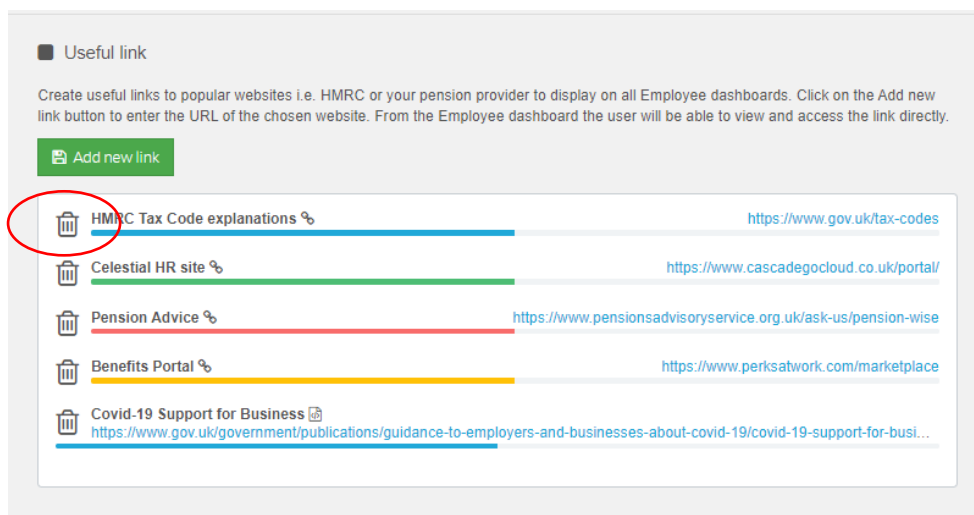 Useful link
Create useful links to popular websites i.e. HMRC or your pension provider to display on all Employee dashboards. Click on the Add new
link button to enter the URL of the chosen website. From the Employee dashboard the user will be able to view and access the link directly.
Add new link
HMRC Tax Code explanations https://www.gov.uk/tax-codes
Celestial HR site https://www.cascadegocloud.co.uk/portal/
Pension Advice https://www.pensionsadvisoryservice.org.uk/ask-us/pension-wise
Benefits Portal https://www.perksatwork.com/marketplace
Covid-19 Support for Business
https://www.gov.uk/government/publications/guidance-to-employers-and-businesses-about-covid-19/covid-19-support-for-busi...